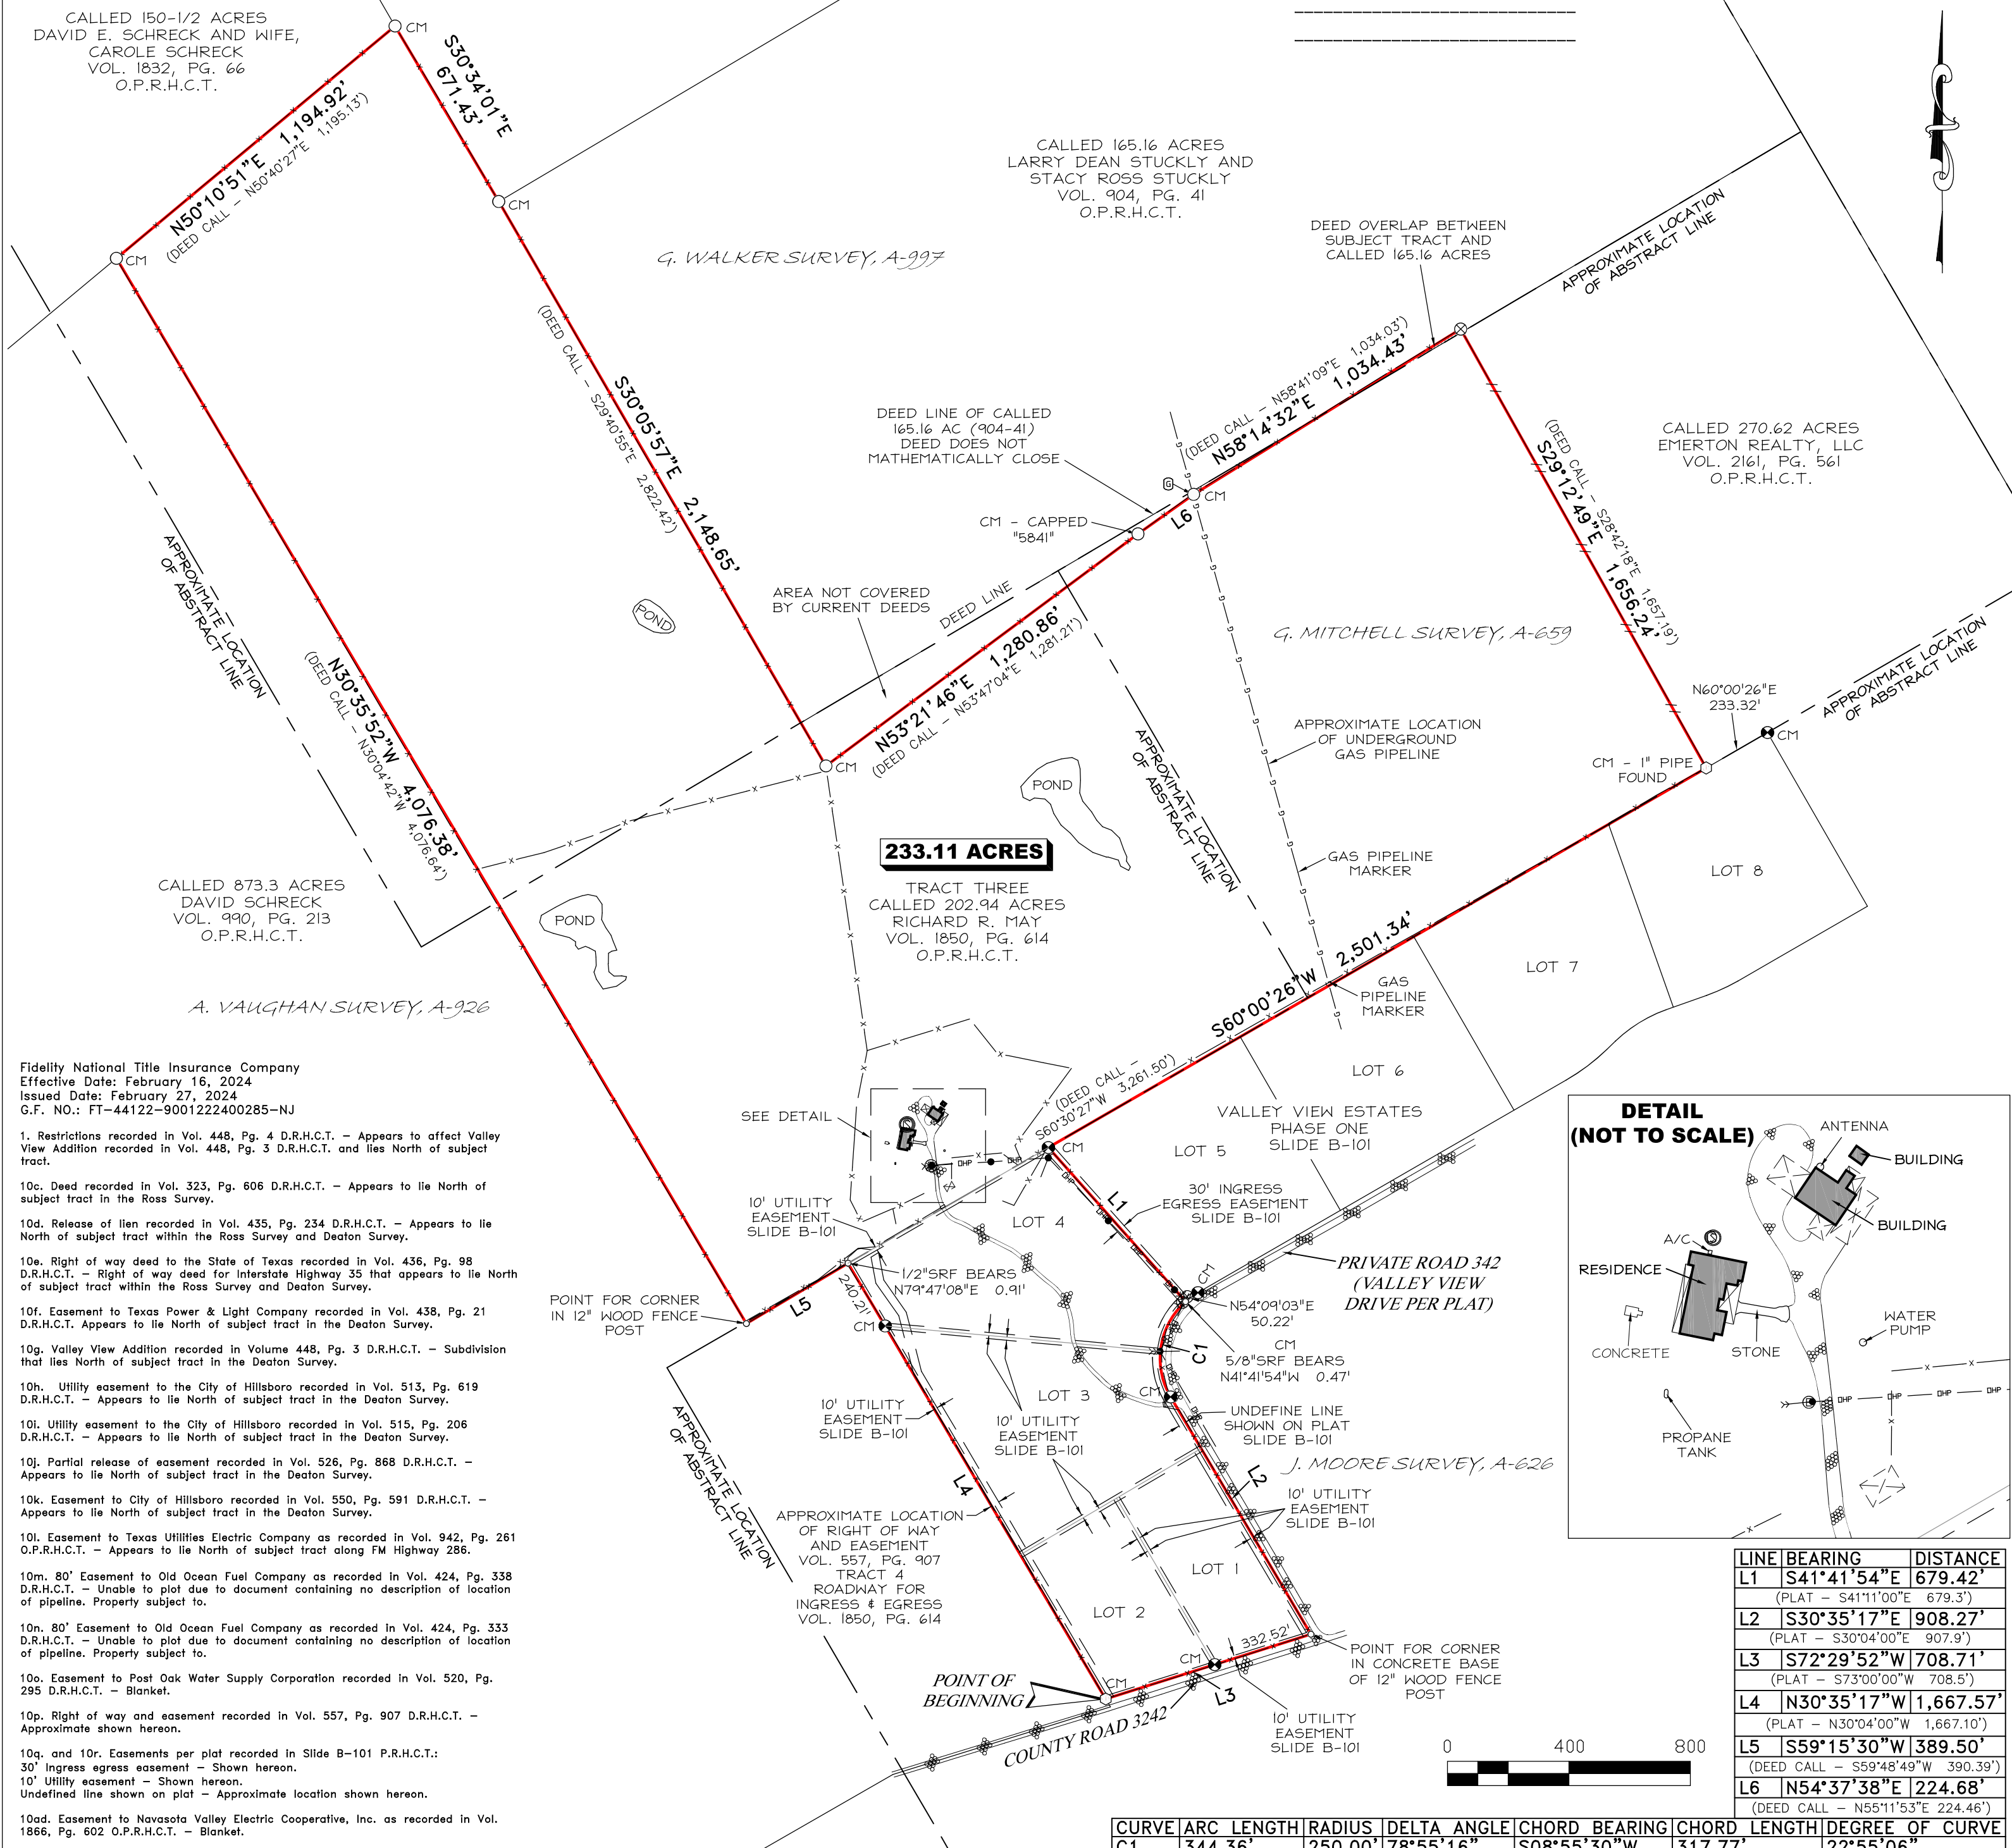 CALLED 150-1/2 ACRES
DAVID E. SCHRECK AND WIFE,
CAROLE SCHRECK
VOL. 1832, PG. 66
O.P.R.H.C.T.
CM
S30°34'01"E
671.43'
N50°10'51"E 1,194.92'
(DEED CALL - N50°40'27"E 1,195.13')
CM
CM
CALLED 165.16 ACRES
LARRY DEAN STUCKLY AND
STACY ROSS STUCKLY
VOL. 904, PG. 41
O.P.R.H.C.T.
G. WALKER SURVEY, A-997
DEED OVERLAP BETWEEN
SUBJECT TRACT AND
CALLED 165.16 ACRES
APPROXIMATE LOCATION
OF ABSTRACT LINE
(DEED CALL - S29°40'55"E 2,822.42')
S30°05'57"E 2,148.65'
(DEED CALL - N58°41'09"E 1,034.03')
N58°14'32"E 1,034.43'
DEED LINE OF CALLED
165.16 AC (904-41)
DEED DOES NOT
MATHEMATICALLY CLOSE
G
CM
L6
CM - CAPPED
"5841"
CALLED 270.62 ACRES
EMERTON REALTY, LLC
VOL. 2161, PG. 561
O.P.R.H.C.T.
(DEED CALL - S28°42'18"E 1,657.19')
S29°12'49"E 1,656.24'
APPROXIMATE LOCATION
OF ABSTRACT LINE
AREA NOT COVERED
BY CURRENT DEEDS
DEED LINE
POND
N53°21'46"E 1,280.86'
(DEED CALL - N53°47'04"E 1,281.21')
G. MITCHELL SURVEY, A-659
N30°35'52"W 4,076.38'
(DEED CALL - N30°04'42"W 4,076.64')
CM
N60°00'26"E
233.32'
CM
APPROXIMATE LOCATION
OF ABSTRACT LINE
APPROXIMATE LOCATION
OF UNDERGROUND
GAS PIPELINE
APPROXIMATE LOCATION
OF ABSTRACT LINE
CM - 1" PIPE
FOUND
POND
233.11 ACRES
TRACT THREE
CALLED 202.94 ACRES
RICHARD R. MAY
VOL. 1850, PG. 614
O.P.R.H.C.T.
GAS PIPELINE
MARKER
LOT 8
CALLED 873.3 ACRES
DAVID SCHRECK
VOL. 990, PG. 213
O.P.R.H.C.T.
POND
S60°00'26"W 2,501.34'
(DEED CALL -
S60°30'27"W 3,261.50')
LOT 7
GAS
PIPELINE
MARKER
A. VAUGHAN SURVEY, A-926
LOT 6
Fidelity National Title Insurance Company
Effective Date: February 16, 2024
Issued Date: February 27, 2024
G.F. NO.: FT-44122-9001222400285-NJ
1. Restrictions recorded in Vol. 448, Pg. 4 D.R.H.C.T. - Appears to affect Valley
View Addition recorded in Vol. 448, Pg. 3 D.R.H.C.T. and lies North of subject
tract.
10c. Deed recorded in Vol. 323, Pg. 606 D.R.H.C.T. - Appears to lie North of
subject tract in the Ross Survey.
10d. Release of lien recorded in Vol. 435, Pg. 234 D.R.H.C.T. - Appears to lie
North of subject tract within the Ross Survey and Deaton Survey.
10e. Right of way deed to the State of Texas recorded in Vol. 436, Pg. 98
D.R.H.C.T. - Right of way deed for Interstate Highway 35 that appears to lie North
of subject tract within the Ross Survey and Deaton Survey.
10f. Easement to Texas Power & Light Company recorded in Vol. 438, Pg. 21
D.R.H.C.T. Appears to lie North of subject tract in the Deaton Survey.
10g. Valley View Addition recorded in Volume 448, Pg. 3 D.R.H.C.T. - Subdivision
that lies North of subject tract in the Deaton Survey.
10h. Utility easement to the City of Hillsboro recorded in Vol. 513, Pg. 619
D.R.H.C.T. - Appears to lie North of subject tract in the Deaton Survey.
10i. Utility easement to the City of Hillsboro recorded in Vol. 515, Pg. 206
D.R.H.C.T. - Appears to lie North of subject tract in the Deaton Survey.
10j. Partial release of easement recorded in Vol. 526, Pg. 868 D.R.H.C.T. -
Appears to lie North of subject tract in the Deaton Survey.
10k. Easement to City of Hillsboro recorded in Vol. 550, Pg. 591 D.R.H.C.T. -
Appears to lie North of subject tract in the Deaton Survey.
10l. Easement to Texas Utilities Electric Company as recorded in Vol. 942, Pg. 261
O.P.R.H.C.T. - Appears to lie North of subject tract along FM Highway 286.
10m. 80' Easement to Old Ocean Fuel Company as recorded in Vol. 424, Pg. 338
D.R.H.C.T. - Unable to plot due to document containing no description of location
of pipeline. Property subject to.
10n. 80' Easement to Old Ocean Fuel Company as recorded in Vol. 424, Pg. 333
D.R.H.C.T. - Unable to plot due to document containing no description of location
of pipeline. Property subject to.
10o. Easement to Post Oak Water Supply Corporation recorded in Vol. 520, Pg.
295 D.R.H.C.T. - Blanket.
10p. Right of way and easement recorded in Vol. 557, Pg. 907 D.R.H.C.T. -
Approximate shown hereon.
10q. and 10r. Easements per plat recorded in Slide B-101 P.R.H.C.T.:
30' Ingress egress easement - Shown hereon.
10' Utility easement - Shown hereon.
Undefined line shown on plat - Approximate location shown hereon.
10ad. Easement to Navasota Valley Electric Cooperative, Inc. as recorded in Vol.
1866, Pg. 602 O.P.R.H.C.T. - Blanket.
SEE DETAIL
OHP
OHP
CM
VALLEY VIEW ESTATES
PHASE ONE
SLIDE B-101
LOT 5
L1
OHP
30' INGRESS
EGRESS EASEMENT
SLIDE B-101
10' UTILITY
EASEMENT
SLIDE B-101
LOT 4
1/2"SRF BEARS
N79°47'08"E 0.91'
240.21'
POINT FOR CORNER
IN 12" WOOD FENCE
POST
L5
CM
CM
PRIVATE ROAD 342
(VALLEY VIEW
DRIVE PER PLAT)
N54°09'03"E
50.22'
CM
5/8"SRF BEARS
N41°41'54"W 0.47'
C1
CM
LOT 3
10' UTILITY
EASEMENT
SLIDE B-101
10' UTILITY
EASEMENT
SLIDE B-101
UNDEFINE LINE
SHOWN ON PLAT
SLIDE B-101
J. MOORE SURVEY, A-626
L2
L4
10' UTILITY
EASEMENT
SLIDE B-101
APPROXIMATE LOCATION
OF ABSTRACT LINE
APPROXIMATE LOCATION
OF RIGHT OF WAY
AND EASEMENT
VOL. 557, PG. 907
TRACT 4
ROADWAY FOR
INGRESS & EGRESS
VOL. 1850, PG. 614
LOT 1
LOT 2
332.52'
CM
CM
L3
POINT FOR CORNER
IN CONCRETE BASE
OF 12" WOOD FENCE
POST
POINT OF
BEGINNING
COUNTY ROAD 3242
10' UTILITY
EASEMENT
SLIDE B-101
0 400 800
DETAIL
(NOT TO SCALE)
ANTENNA
BUILDING
BUILDING
A/C
S
RESIDENCE
WATER
PUMP
CONCRETE
STONE
OHP OHP OHP OHP
PROPANE
TANK
LINE BEARING DISTANCE
L1 S41°41'54"E 679.42'
(PLAT - S41°11'00"E 679.3')
L2 S30°35'17"E 908.27'
(PLAT - S30°04'00"E 907.9')
L3 S72°29'52"W 708.71'
(PLAT - S73°00'00"W 708.5')
L4 N30°35'17"W 1,667.57'
(PLAT - N30°04'00"W 1,667.10')
L5 S59°15'30"W 389.50'
(DEED CALL - S59°48'49"W 390.39')
L6 N54°37'38"E 224.68'
(DEED CALL - N55°11'53"E 224.46')
CURVE ARC LENGTH RADIUS DELTA ANGLE CHORD BEARING CHORD LENGTH DEGREE OF CURVE
C1 344.36' 250.00' 78°55'16" S08°55'30"W 317.77' 22°55'06"
APPROXIMATE LOCATION
OF ABSTRACT LINE